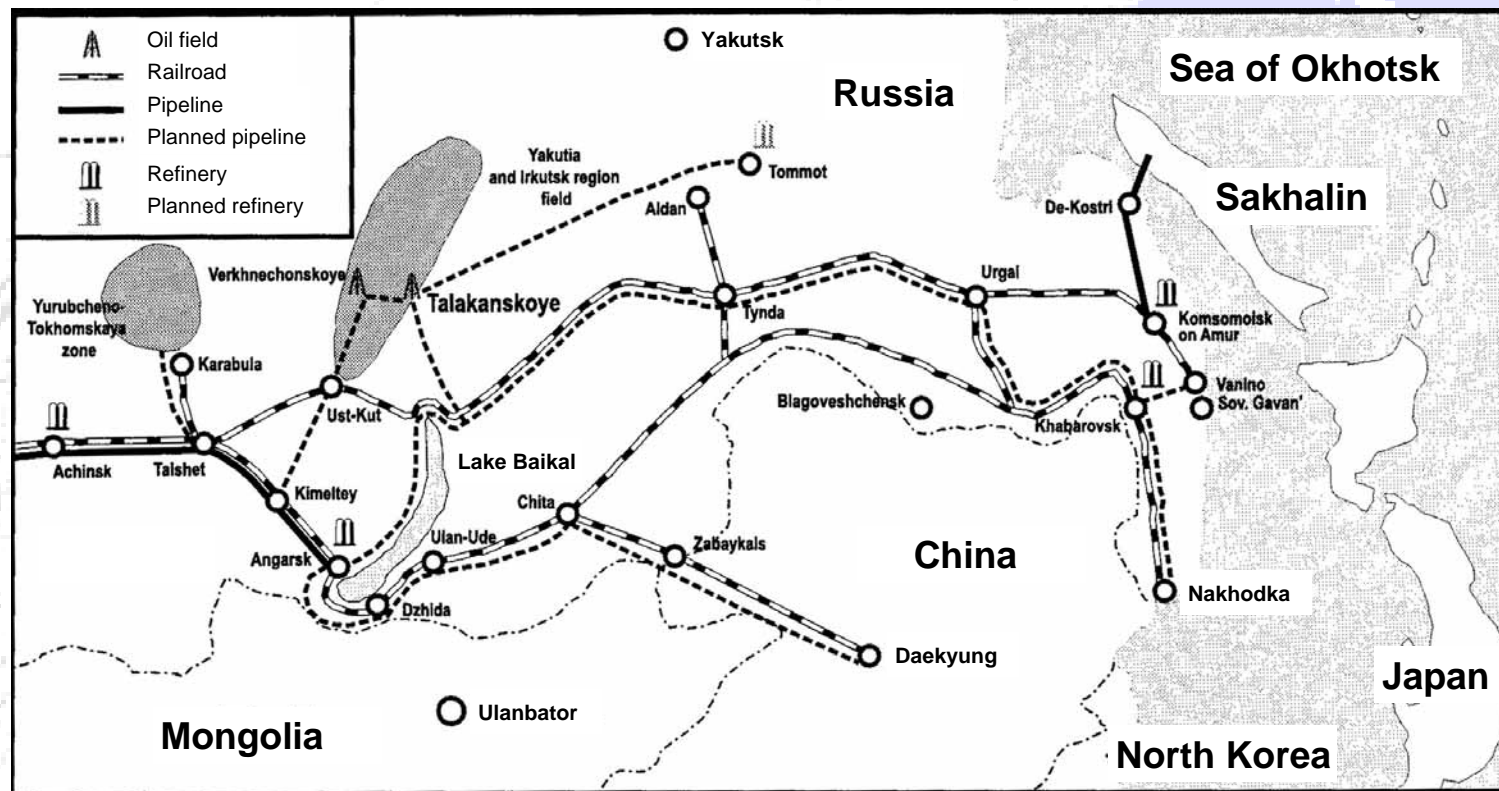 Oil field
Railroad
Pipeline
Planned pipeline
Refinery
Planned refinery
Yakutsk
Russia
Sea of Okhotsk
Sakhalin
Yakutia
and Irkutsk region
field
Tommot
Aldan
De-Kostri
Verkhnechonskoye
Talakanskoye
Yurubcheno-
Tokhomskaya
zone
Urgal
Tynda
Komsomoisk
on Amur
Karabula
Ust-Kut
Vanino
Sov. Gavan'
Blagoveshchensk
Khabarovsk
Achinsk
Talshet
Lake Baikal
Kimeltey
Chita
Ulan-Ude
Zabaykals
Angarsk
China
Dzhida
Nakhodka
Daekyung
Japan
Ulanbator
Mongolia
North Korea